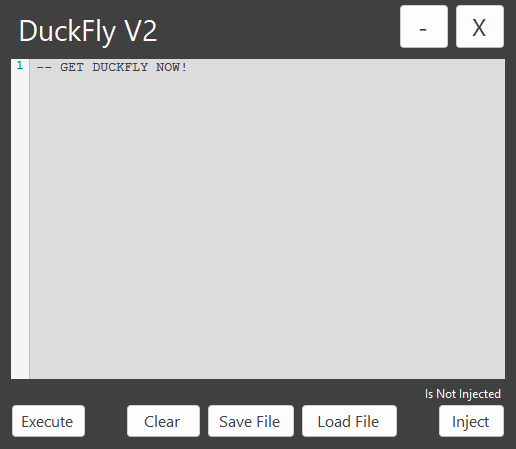 DuckFly V2
-
X
1 -- GET DUCKFLY NOW!
Is Not Injected
Execute Clear Save File Load File Inject